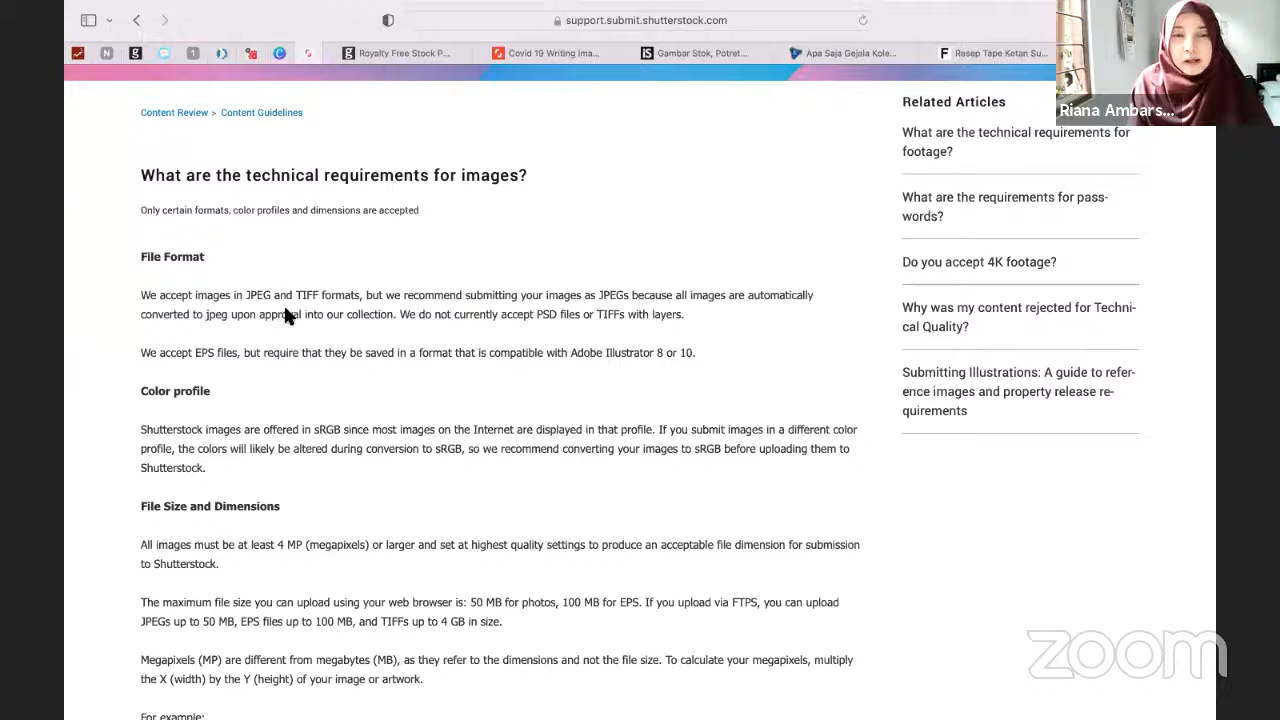 support.submit.shutterstock.com
Royalty Free Stock P...
Covid 19 Writing Ima...
Gambar Stok, Potret...
Apa Saja Gejala Kole...
Resep Tape Ketan Su...
Riana Ambars...
Content Review > Content Guidelines
What are the technical requirements for images?
Only certain formats, color profiles and dimensions are accepted
File Format
We accept images in JPEG and TIFF formats, but we recommend submitting your images as JPEGs because all images are automatically
converted to jpeg upon approval into our collection. We do not currently accept PSD files or TIFFs with layers.
We accept EPS files, but require that they be saved in a format that is compatible with Adobe Illustrator 8 or 10.
Color profile
Shutterstock images are offered in sRGB since most images on the Internet are displayed in that profile. If you submit images in a different color
profile, the colors will likely be altered during conversion to sRGB, so we recommend converting your images to sRGB before uploading them to
Shutterstock.
File Size and Dimensions
All images must be at least 4 MP (megapixels) or larger and set at highest quality settings to produce an acceptable file dimension for submission
to Shutterstock.
The maximum file size you can upload using your web browser is: 50 MB for photos, 100 MB for EPS. If you upload via FTPS, you can upload
JPEGs up to 50 MB, EPS files up to 100 MB, and TIFFs up to 4 GB in size.
Megapixels (MP) are different from megabytes (MB), as they refer to the dimensions and not the file size. To calculate your megapixels, multiply
the X (width) by the Y (height) of your image or artwork.
For example:
Related Articles
What are the technical requirements for
footage?
What are the requirements for pass-
words?
Do you accept 4K footage?
Why was my content rejected for Techni-
cal Quality?
Submitting Illustrations: A guide to refer-
ence images and property release re-
quirements
zoom